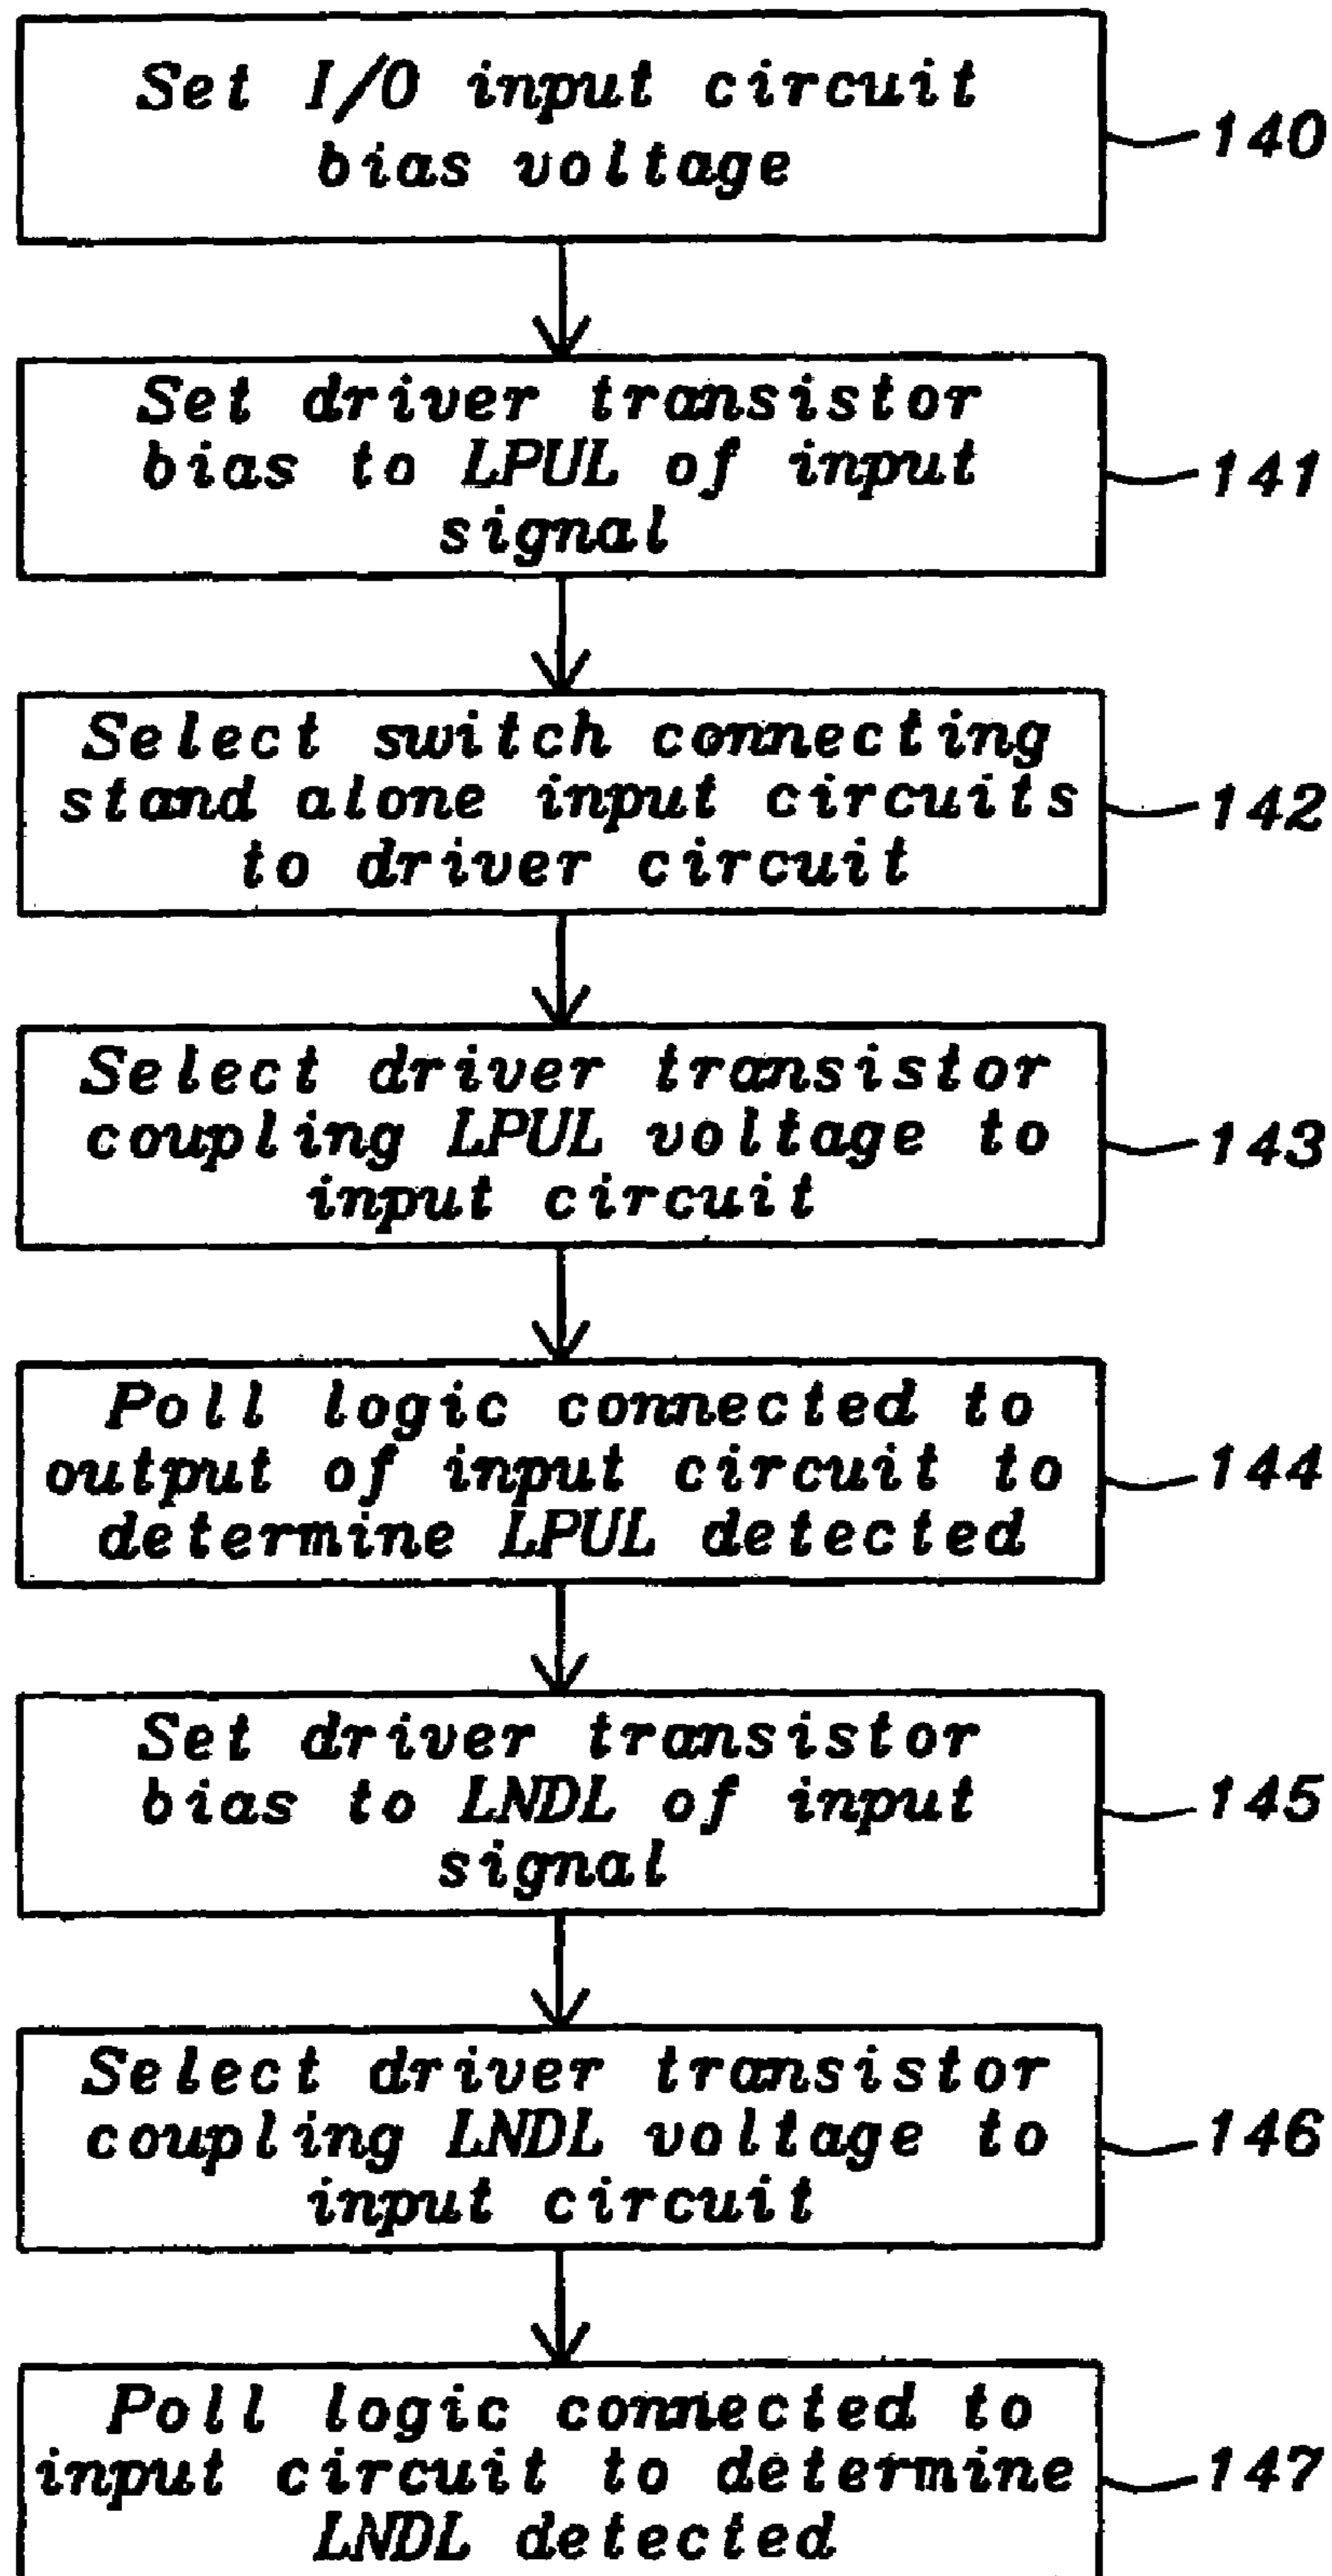 Set I/O input circuit
bias voltage
140
Set driver transistor
bias to LPUL of input
signal
141
Select switch connecting
stand alone input circuits
to driver circuit
142
Select driver transistor
coupling LPUL voltage to
input circuit
143
Poll logic connected to
output of input circuit to
determine LPUL detected
144
Set driver transistor
bias to LNDL of input
signal
145
Select driver transistor
coupling LNDL voltage to
input circuit
146
Poll logic connected to
input circuit to determine
LNDL detected
147